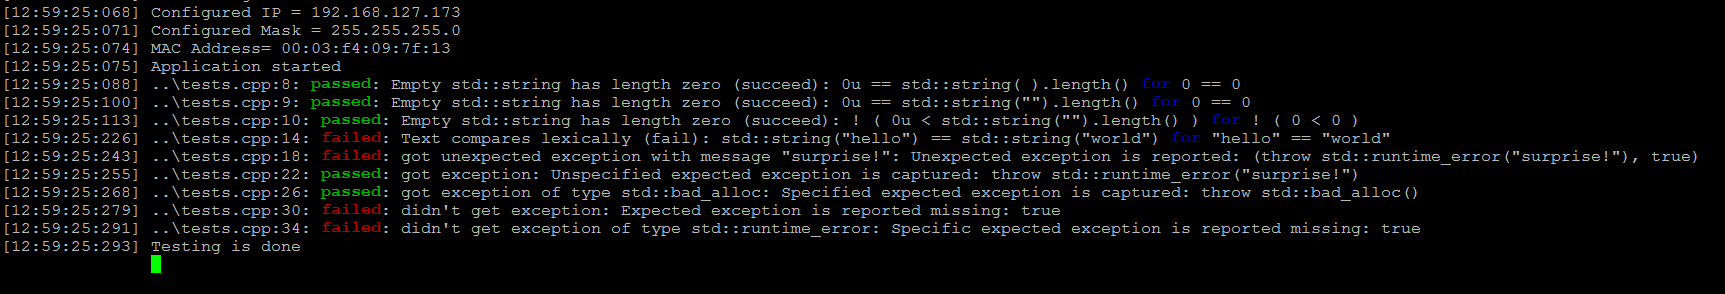 [12:59:25:068] Configured IP = 192.168.127.173
[12:59:25:071] Configured Mask = 255.255.255.0
[12:59:25:074] MAC Address= 00:03:f4:09:7f:13
[12:59:25:075] Application started
[12:59:25:088] ..\tests.cpp:8: passed: Empty std::string has length zero (succeed): 0u == std::string( ).length() for 0 == 0
[12:59:25:100] ..\tests.cpp:9: passed: Empty std::string has length zero (succeed): 0u == std::string("").length() for 0 == 0
[12:59:25:113] ..\tests.cpp:10: passed: Empty std::string has length zero (succeed): ! ( 0u < std::string("").length() ) for ! ( 0 < 0 )
[12:59:25:226] ..\tests.cpp:14: failed: Text compares lexically (fail): std::string("hello") == std::string("world") for "hello" == "world"
[12:59:25:243] ..\tests.cpp:18: failed: got unexpected exception with message "surprise!": Unexpected exception is reported: (throw std::runtime_error("surprise!"), true)
[12:59:25:255] ..\tests.cpp:22: passed: got exception: Unspecified expected exception is captured: throw std::runtime_error("surprise!")
[12:59:25:268] ..\tests.cpp:26: passed: got exception of type std::bad_alloc: Specified expected exception is captured: throw std::bad_alloc()
[12:59:25:279] ..\tests.cpp:30: failed: didn't get exception: Expected exception is reported missing: true
[12:59:25:291] ..\tests.cpp:34: failed: didn't get exception of type std::runtime_error: Specific expected exception is reported missing: true
[12:59:25:293] Testing is done